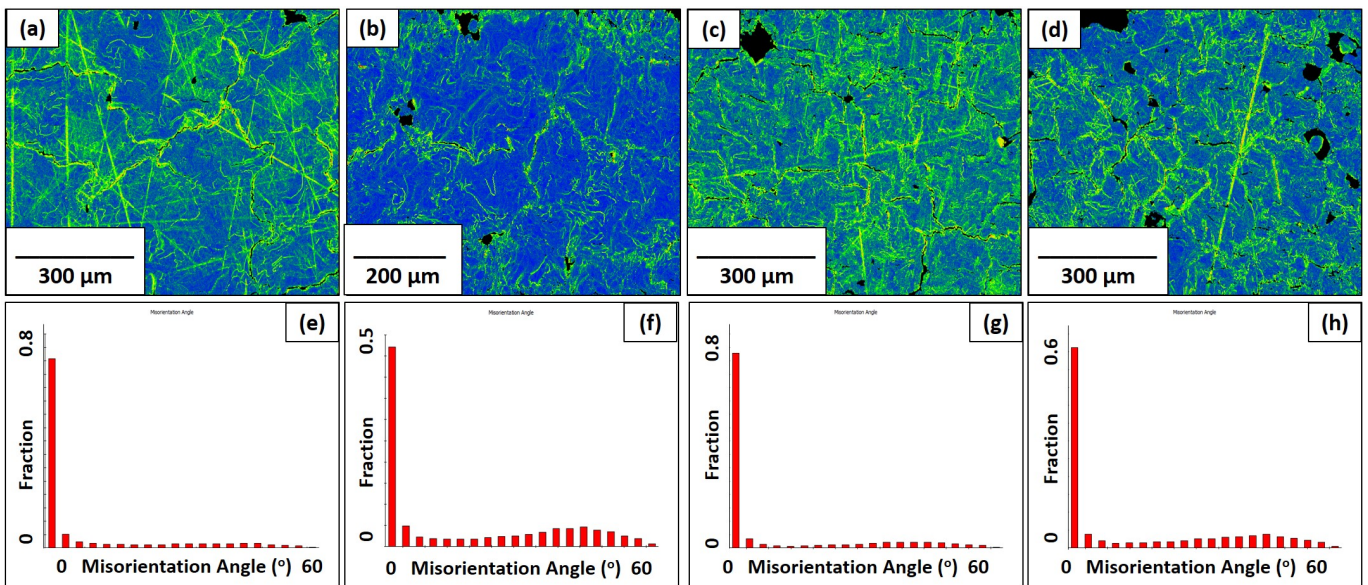 (a)
300 µm
(b)
200 µm
(c)
300 µm
(d)
300 µm
Misorientation Angle
(e)
0.8
Fraction
0
0 Misorientation Angle (°) 60
Misorientation Angle
(f)
0.5
Fraction
0
0 Misorientation Angle (°) 60
Misorientation Angle
(g)
0.8
Fraction
0
0 Misorientation Angle (°) 60
Misorientation Angle
(h)
0.6
Fraction
0
0 Misorientation Angle (°) 60